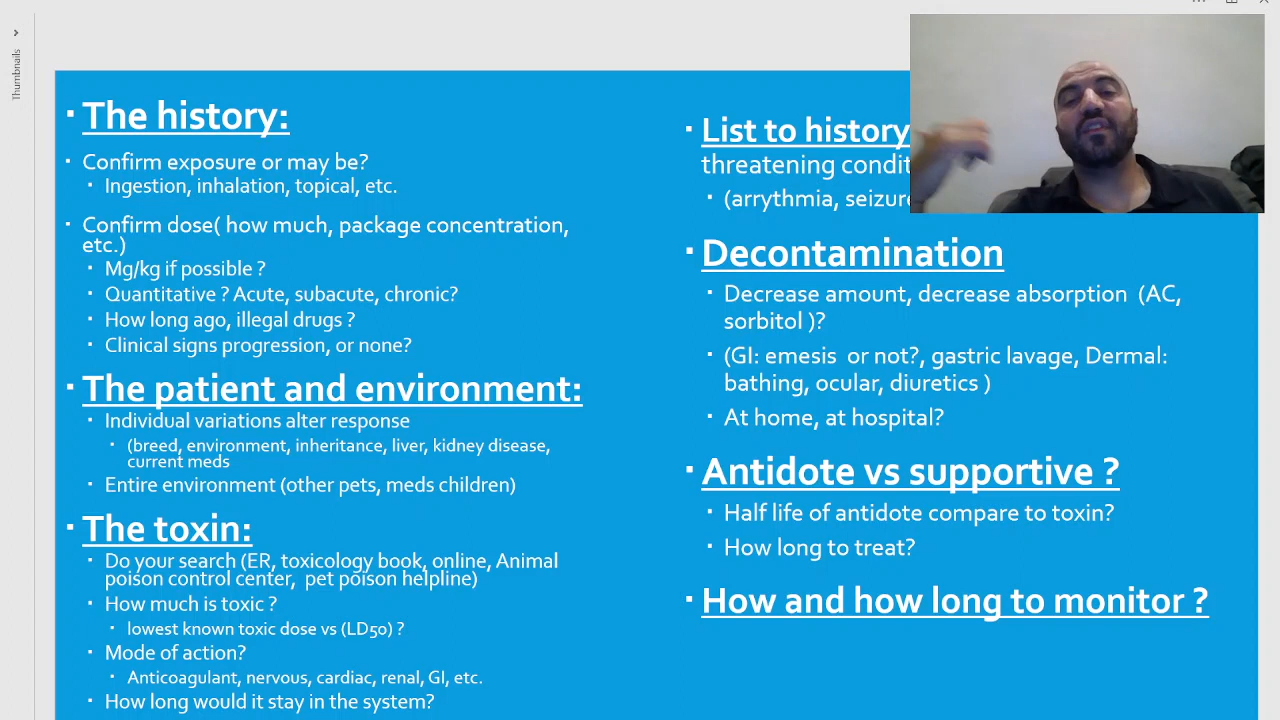 Thumbnails
The history:
Confirm exposure or may be?
Ingestion, inhalation, topical, etc.
Confirm dose( how much, package concentration,
etc.)
Mg/kg if possible ?
Quantitative ? Acute, subacute, chronic?
How long ago, illegal drugs ?
Clinical signs progression, or none?
The patient and environment:
Individual variations alter response
(breed, environment, inheritance, liver, kidney disease,
current meds
Entire environment (other pets, meds children)
The toxin:
Do your search (ER, toxicology book, online, Animal
poison control center, pet poison helpline)
How much is toxic ?
lowest known toxic dose vs (LD50) ?
Mode of action?
Anticoagulant, nervous, cardiac, renal, GI, etc.
How long would it stay in the system?
List to history
threatening condit
(arrythmia, seizure
Decontamination
Decrease amount, decrease absorption (AC,
sorbitol )?
(GI: emesis or not?, gastric lavage, Dermal:
bathing, ocular, diuretics )
At home, at hospital?
Antidote vs supportive ?
Half life of antidote compare to toxin?
How long to treat?
How and how long to monitor ?